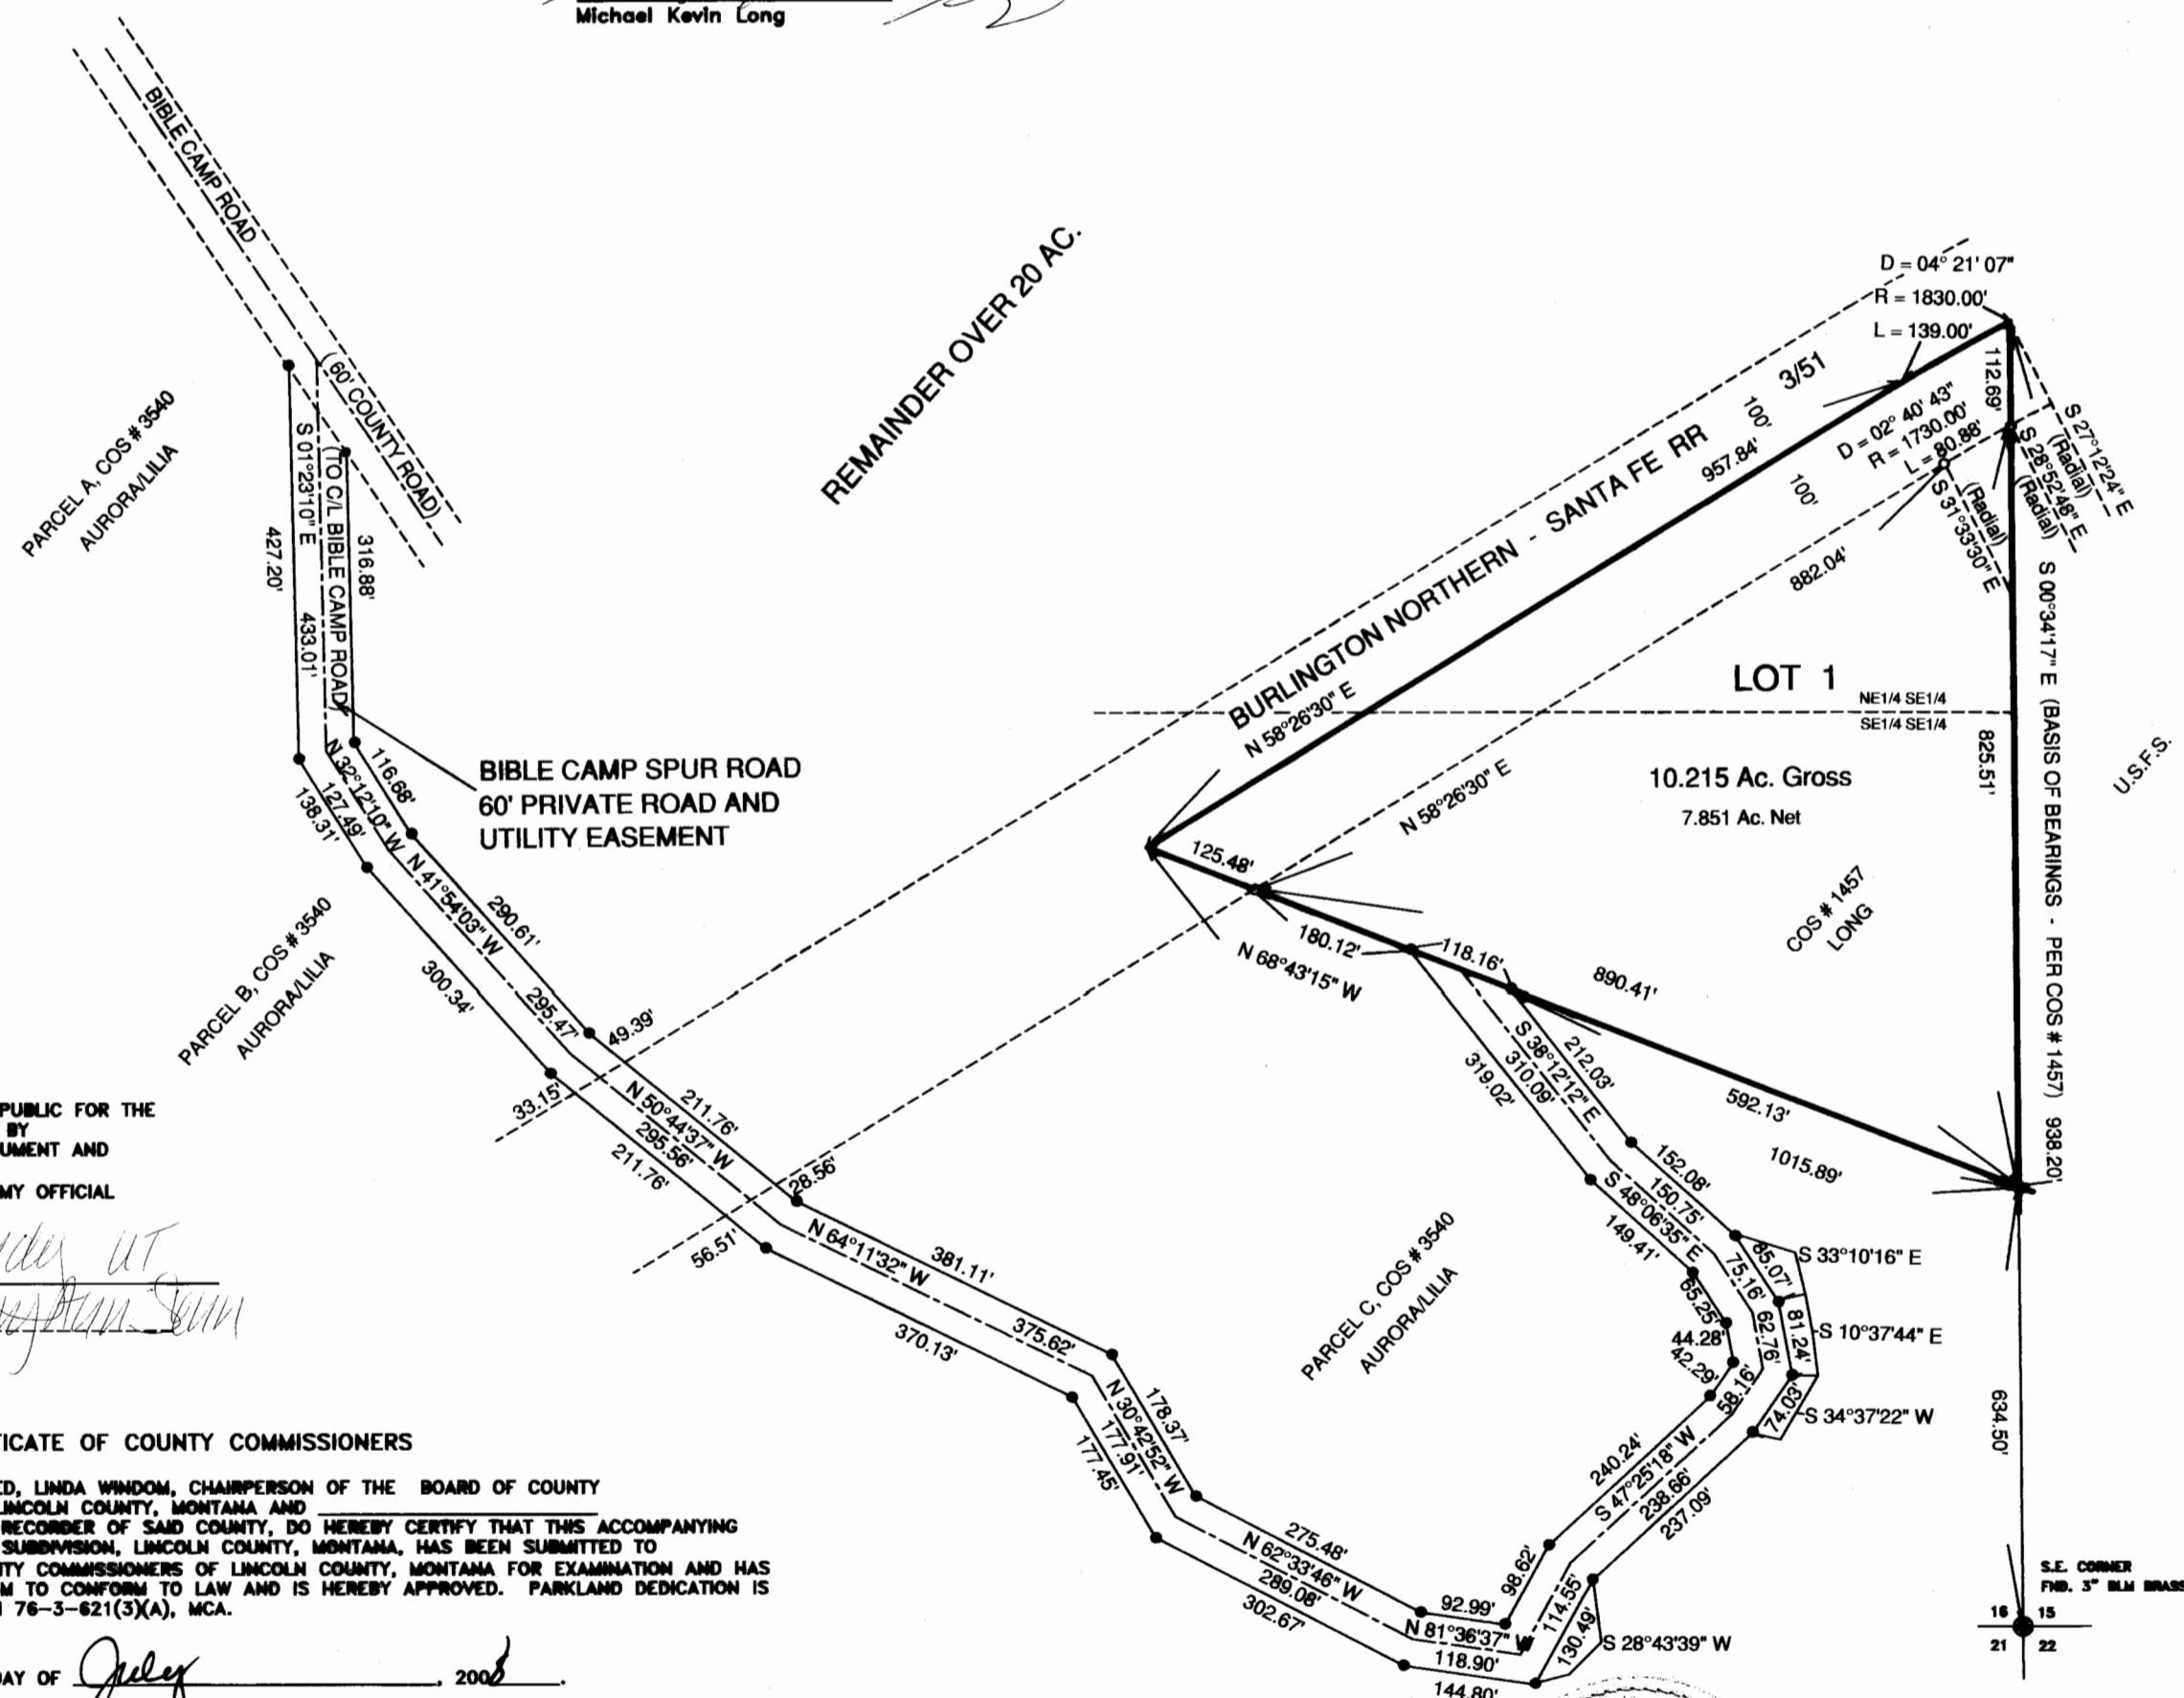 Michael Kevin Long
BIBLE CAMP ROAD
(60' COUNTY ROAD)
PARCEL A, COS # 3540
AURORA/LILIA
S 01°23'10" E
(TO C/L BIBLE CAMP ROAD)
427.20'
433.01'
316.88'
REMAINDER OVER 20 AC.
D = 04° 21' 07"
R = 1830.00'
L = 139.00'
3/51
112.69'
100'
957.84'
100'
D = 02° 40' 43"
R = 1730.00'
L = 80.88'
S 27°12'24" E
(Radial)
S 28°52'48" E
(Radial)
S 31°33'30" E
(Radial)
BURLINGTON NORTHERN - SANTA FE RR
N 58°26'30" E
882.04'
N 58°26'30" E
LOT 1
NE1/4 SE1/4
SE1/4 SE1/4
10.215 Ac. Gross
7.851 Ac. Net
825.51'
S 00°34'17" E (BASIS OF BEARINGS - PER COS # 1457) 938.20'
U.S.F.S.
COS # 1457
LONG
BIBLE CAMP SPUR ROAD
60' PRIVATE ROAD AND
UTILITY EASEMENT
116.68'
N 32°12'10" W
127.49'
138.31'
N 41°54'03" W
290.61'
295.47'
300.34'
PARCEL B, COS # 3540
AURORA/LILIA
125.48'
180.12'
N 68°43'15" W
118.16'
890.41'
592.13'
1015.89'
49.39'
33.15'
N 50°44'37" W
211.76'
295.56'
211.76'
28.56'
56.51'
S 38°12'12" E
212.03'
310.09'
319.02'
152.08'
150.75'
S 48°06'35" E
149.41'
85.07'
S 33°10'16" E
75.16'
65.25'
81.24'
S 10°37'44" E
62.76'
44.28'
42.29'
58.16'
74.03'
S 34°37'22" W
N 64°11'32" W
381.11'
375.62'
370.13'
PARCEL C, COS # 3540
AURORA/LILIA
178.37'
N 30°42'52" W
177.91'
177.45'
240.24'
S 47°25'18" W
238.66'
237.09'
275.48'
N 62°33'46" W
289.08'
302.67'
92.99'
98.62'
N 81°36'37" W
114.55'
130.49'
S 28°43'39" W
118.90'
144.80'
634.50'
S.E. CORNER
FND. 3" BLM BRASS
16 15
21 22
PUBLIC FOR THE
BY
UMENT AND
MY OFFICIAL
UT
ICATE OF COUNTY COMMISSIONERS
ED, LINDA WINDOM, CHAIRPERSON OF THE BOARD OF COUNTY
LINCOLN COUNTY, MONTANA AND
RECORDER OF SAID COUNTY, DO HEREBY CERTIFY THAT THIS ACCOMPANYING
SUBDIVISION, LINCOLN COUNTY, MONTANA, HAS BEEN SUBMITTED TO
TY COMMISSIONERS OF LINCOLN COUNTY, MONTANA FOR EXAMINATION AND HAS
M TO CONFORM TO LAW AND IS HEREBY APPROVED. PARKLAND DEDICATION IS
76-3-621(3)(A), MCA.
DAY OF July, 2008.